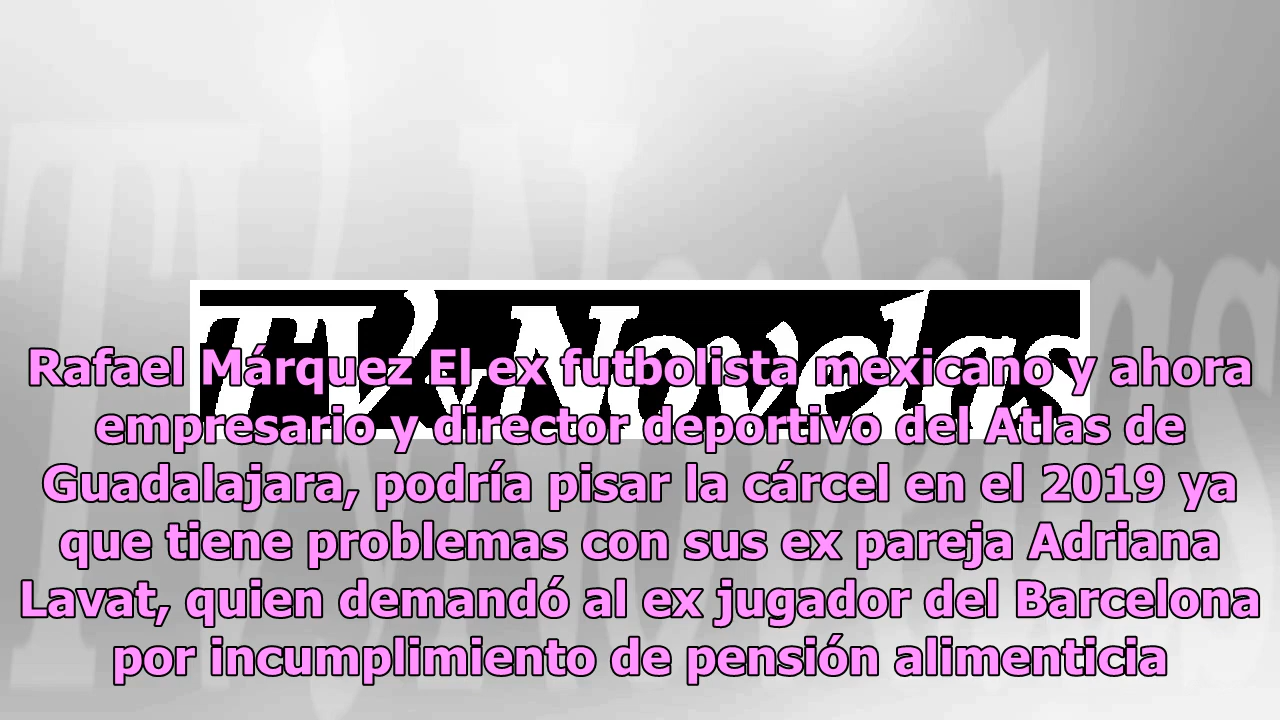 TV Novelas
Rafael Márquez El ex futbolista mexicano y ahora
empresario y director deportivo del Atlas de
Guadalajara, podría pisar la cárcel en el 2019 ya
que tiene problemas con sus ex pareja Adriana
Lavat, quien demandó al ex jugador del Barcelona
por incumplimiento de pensión alimenticia